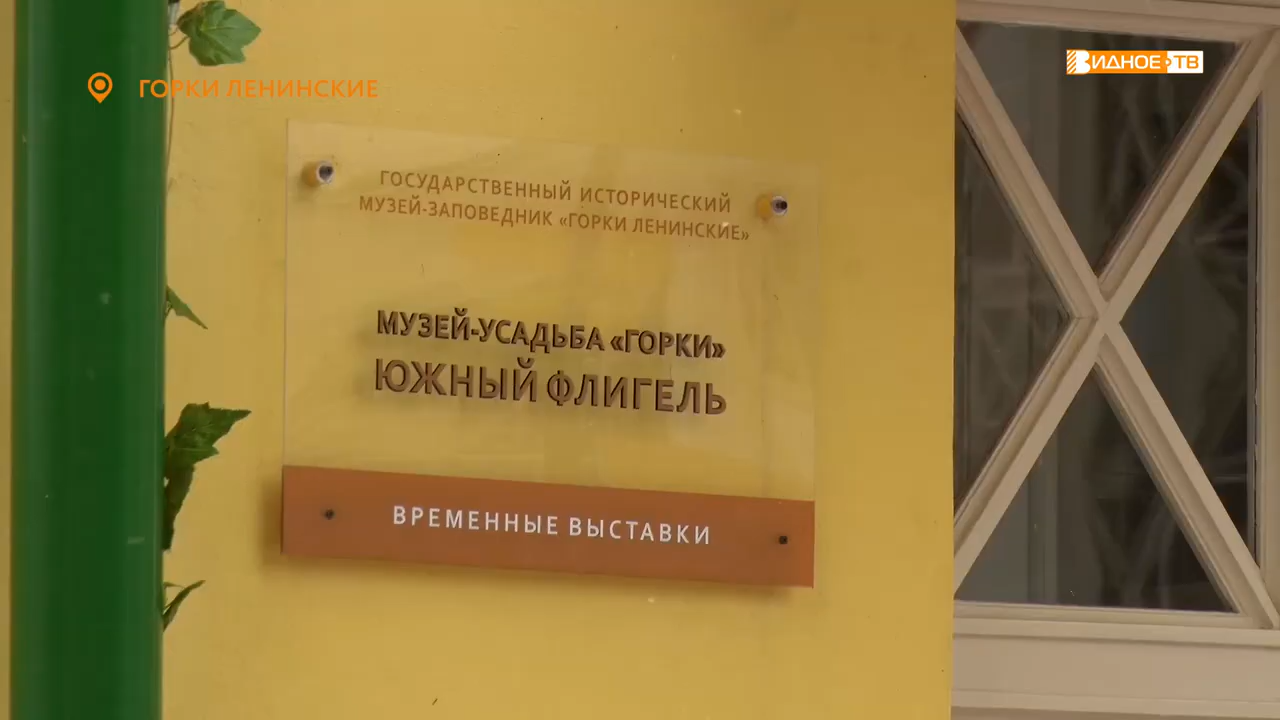 ГОРКИ ЛЕНИНСКИЕ
ВИДНОЕ ТВ
ГОСУДАРСТВЕННЫЙ ИСТОРИЧЕСКИЙ
МУЗЕЙ-ЗАПОВЕДНИК «ГОРКИ ЛЕНИНСКИЕ»
МУЗЕЙ-УСАДЬБА «ГОРКИ»
ЮЖНЫЙ ФЛИГЕЛЬ
ВРЕМЕННЫЕ ВЫСТАВКИ